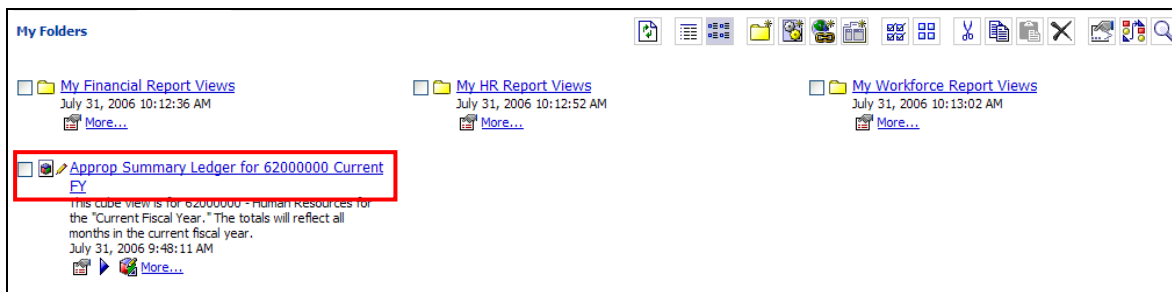 My Folders
My Financial Report Views
July 31, 2006 10:12:36 AM
More...
My HR Report Views
July 31, 2006 10:12:52 AM
More...
My Workforce Report Views
July 31, 2006 10:13:02 AM
More...
Approp Summary Ledger for 62000000 Current
FY
This cube view is for 62000000 - Human Resources for
the "Current Fiscal Year." The totals will reflect all
months in the current fiscal year.
July 31, 2006 9:48:11 AM
More...